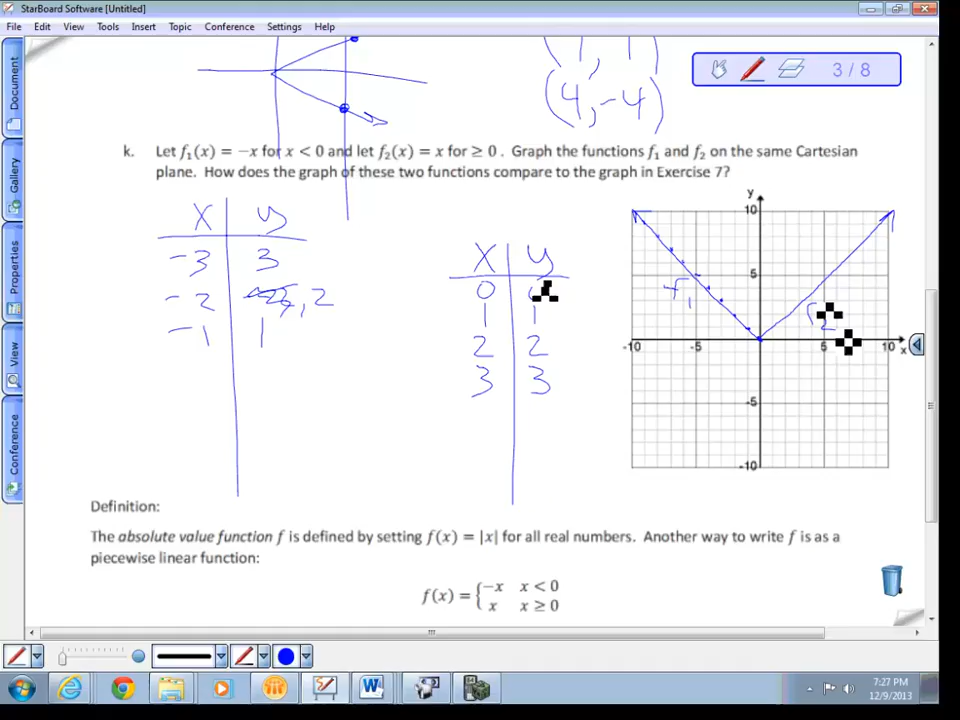 StarBoard Software [Untitled]
File Edit View Tools Insert Topic Conference Settings Help
3 / 8
(4, -4)
k. Let f₁(x) = −x for x < 0 and let f₂(x) = x for ≥ 0 . Graph the functions f₁ and f₂ on the same Cartesian
plane. How does the graph of these two functions compare to the graph in Exercise 7?
x y
-3 3
-2 2
-1 1
x y
0
1 1
2 2
3 3
y
10
5
-10 -5 5 10 x
-5
-10
f₁
f₂
Definition:
The absolute value function f is defined by setting f(x) = |x| for all real numbers. Another way to write f is as a
piecewise linear function:
f(x) = { −x x < 0
x x ≥ 0
Document
Gallery
Properties
View
Conference
7:27 PM
12/9/2013